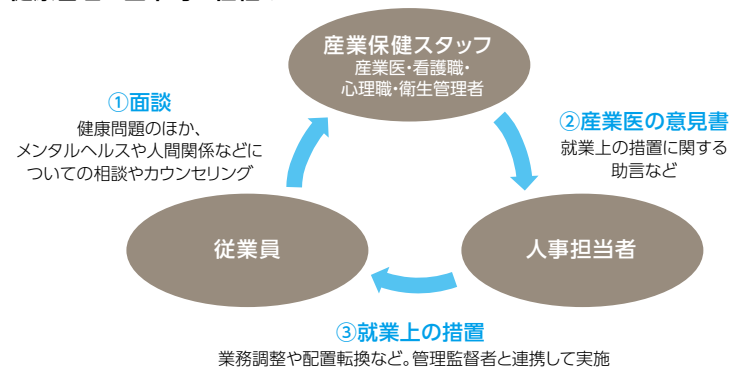 産業保健スタッフ
産業医・看護職・
心理職・衛生管理者
①面談
健康問題のほか、
メンタルヘルスや人間関係などに
ついての相談やカウンセリング
②産業医の意見書
就業上の措置に関する
助言など
従業員
人事担当者
③就業上の措置
業務調整や配置転換など。管理監督者と連携して実施